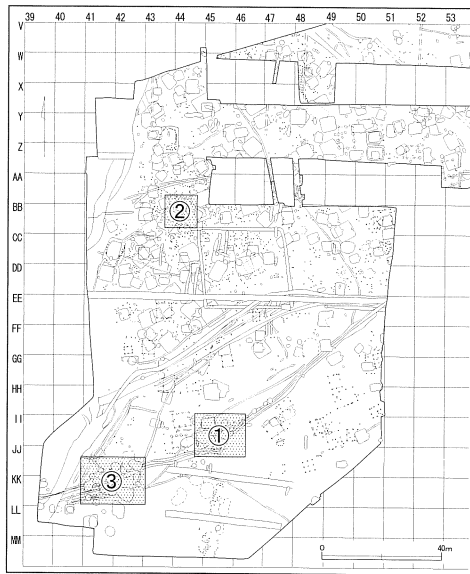 39 40 41 42 43 44 45 46 47 48 49 50 51 52 53
V
W
X
Y
Z
AA
BB
②
CC
DD
EE
FF
GG
HH
II
①
JJ
KK
③
LL
MM
0 40m